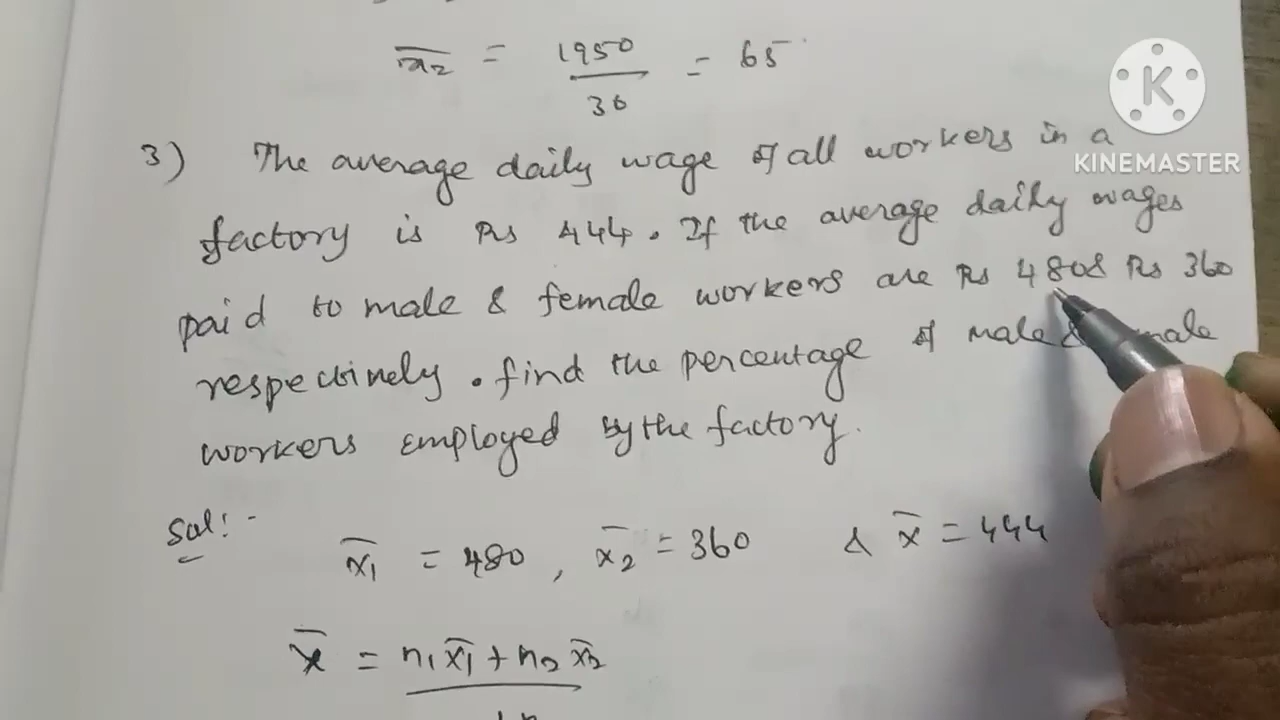 x̄2 = 1950/30 = 65
K
KINEMASTER
3) The average daily wage of all workers in a
factory is Rs 444. If the average daily wages
paid to male & female workers are Rs 480& Rs 360
respectively. find the percentage of male &
workers employed by the factory.
Sol:-
x̄1 = 480, x̄2 = 360 & x̄ = 444
x̄ = n1x̄1 + n2x̄2